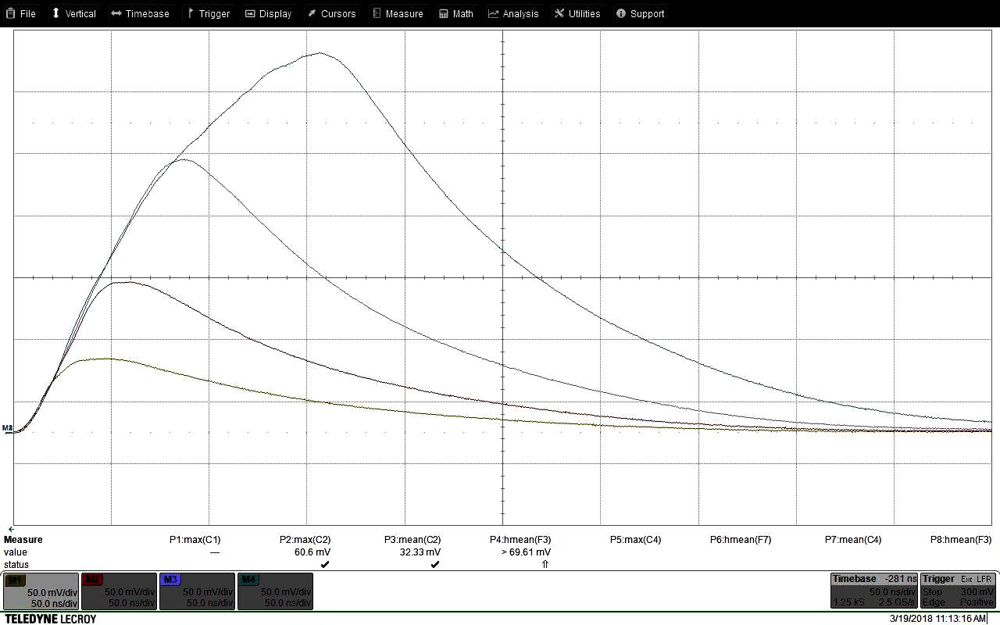 File Vertical Timebase Trigger Display Cursors Measure Math Analysis Utilities Support
Measure P1:max(C1) P2:max(C2) P3:mean(C2) P4:hmean(F3) P5:max(C4) P6:hmean(F7) P7:mean(C4) P8:hmean(F3)
value --- 60.6 mV 32.33 mV > 69.61 mV
status
M1 M2 M3 M4 Timebase -281 ns Trigger Ext LFR
50.0 mV/div 50.0 mV/div 50.0 mV/div 50.0 mV/div 50.0 ns/div Stop 300 mV
50.0 ns/div 50.0 ns/div 50.0 ns/div 50.0 ns/div 1.25 kS 2.5 GS/s Edge Positive
TELEDYNE LECROY 3/19/2018 11:13:16 AM